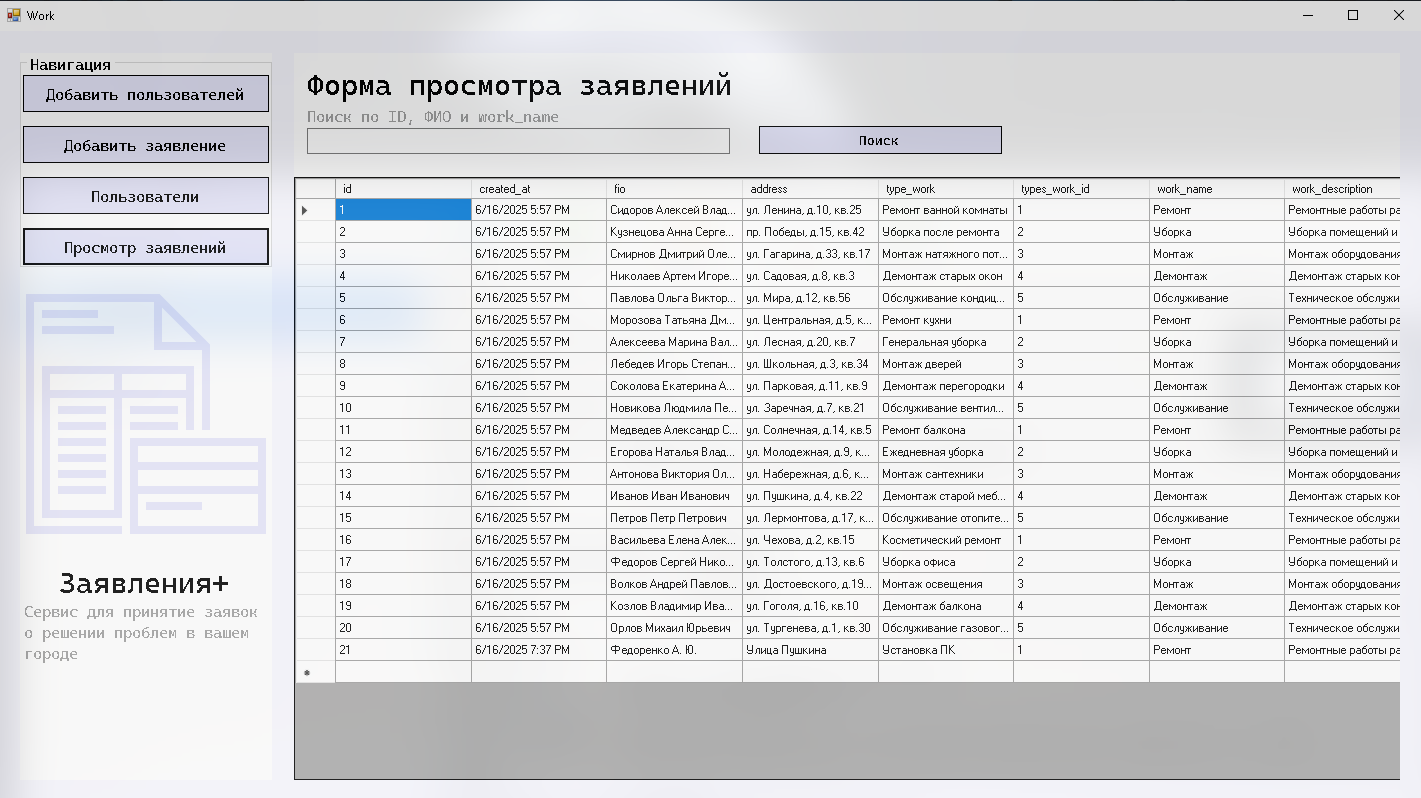 Work
Навигация
Добавить пользователей
Добавить заявление
Пользователи
Просмотр заявлений
Заявления+
Сервис для принятие заявок
о решении проблем в вашем
городе
Форма просмотра заявлений
Поиск по ID, ФИО и work_name
Поиск
id created_at fio address type_work types_work_id work_name work_description
1 6/16/2025 5:57 PM Сидоров Алексей Влад... ул. Ленина, д.10, кв.25 Ремонт ванной комнаты 1 Ремонт Ремонтные работы ра
2 6/16/2025 5:57 PM Кузнецова Анна Серге... пр. Победы, д.15, кв.42 Уборка после ремонта 2 Уборка Уборка помещений и
3 6/16/2025 5:57 PM Смирнов Дмитрий Оле... ул. Гагарина, д.33, кв.17 Монтаж натяжного пот... 3 Монтаж Монтаж оборудования
4 6/16/2025 5:57 PM Николаев Артем Игоре... ул. Садовая, д.8, кв.3 Демонтаж старых окон 4 Демонтаж Демонтаж старых кон
5 6/16/2025 5:57 PM Павлова Ольга Виктор... ул. Мира, д.12, кв.56 Обслуживание кондиц... 5 Обслуживание Техническое обслужи
6 6/16/2025 5:57 PM Морозова Татьяна Дм... ул. Центральная, д.5, к... Ремонт кухни 1 Ремонт Ремонтные работы ра
7 6/16/2025 5:57 PM Алексеева Марина Вал... ул. Лесная, д.20, кв.7 Генеральная уборка 2 Уборка Уборка помещений и
8 6/16/2025 5:57 PM Лебедев Игорь Степан... ул. Школьная, д.3, кв.34 Монтаж дверей 3 Монтаж Монтаж оборудования
9 6/16/2025 5:57 PM Соколова Екатерина А... ул. Парковая, д.11, кв.9 Демонтаж перегородки 4 Демонтаж Демонтаж старых кон
10 6/16/2025 5:57 PM Новикова Людмила Пе... ул. Заречная, д.7, кв.21 Обслуживание вентил... 5 Обслуживание Техническое обслужи
11 6/16/2025 5:57 PM Медведев Александр С... ул. Солнечная, д.14, кв.5 Ремонт балкона 1 Ремонт Ремонтные работы ра
12 6/16/2025 5:57 PM Егорова Наталья Влад... ул. Молодежная, д.9, к... Ежедневная уборка 2 Уборка Уборка помещений и
13 6/16/2025 5:57 PM Антонова Виктория Ол... ул. Набережная, д.6, к... Монтаж сантехники 3 Монтаж Монтаж оборудования
14 6/16/2025 5:57 PM Иванов Иван Иванович ул. Пушкина, д.4, кв.22 Демонтаж старой меб... 4 Демонтаж Демонтаж старых кон
15 6/16/2025 5:57 PM Петров Петр Петрович ул. Лермонтова, д.17, к... Обслуживание отопите... 5 Обслуживание Техническое обслужи
16 6/16/2025 5:57 PM Васильева Елена Алек... ул. Чехова, д.2, кв.15 Косметический ремонт 1 Ремонт Ремонтные работы ра
17 6/16/2025 5:57 PM Федоров Сергей Нико... ул. Толстого, д.13, кв.6 Уборка офиса 2 Уборка Уборка помещений и
18 6/16/2025 5:57 PM Волков Андрей Павлов... ул. Достоевского, д.19... Монтаж освещения 3 Монтаж Монтаж оборудования
19 6/16/2025 5:57 PM Козлов Владимир Ива... ул. Гоголя, д.16, кв.10 Демонтаж балкона 4 Демонтаж Демонтаж старых кон
20 6/16/2025 5:57 PM Орлов Михаил Юрьевич ул. Тургенева, д.1, кв.30 Обслуживание газовог... 5 Обслуживание Техническое обслужи
21 6/16/2025 7:37 PM Федоренко А. Ю. Улица Пушкина Установка ПК 1 Ремонт Ремонтные работы ра